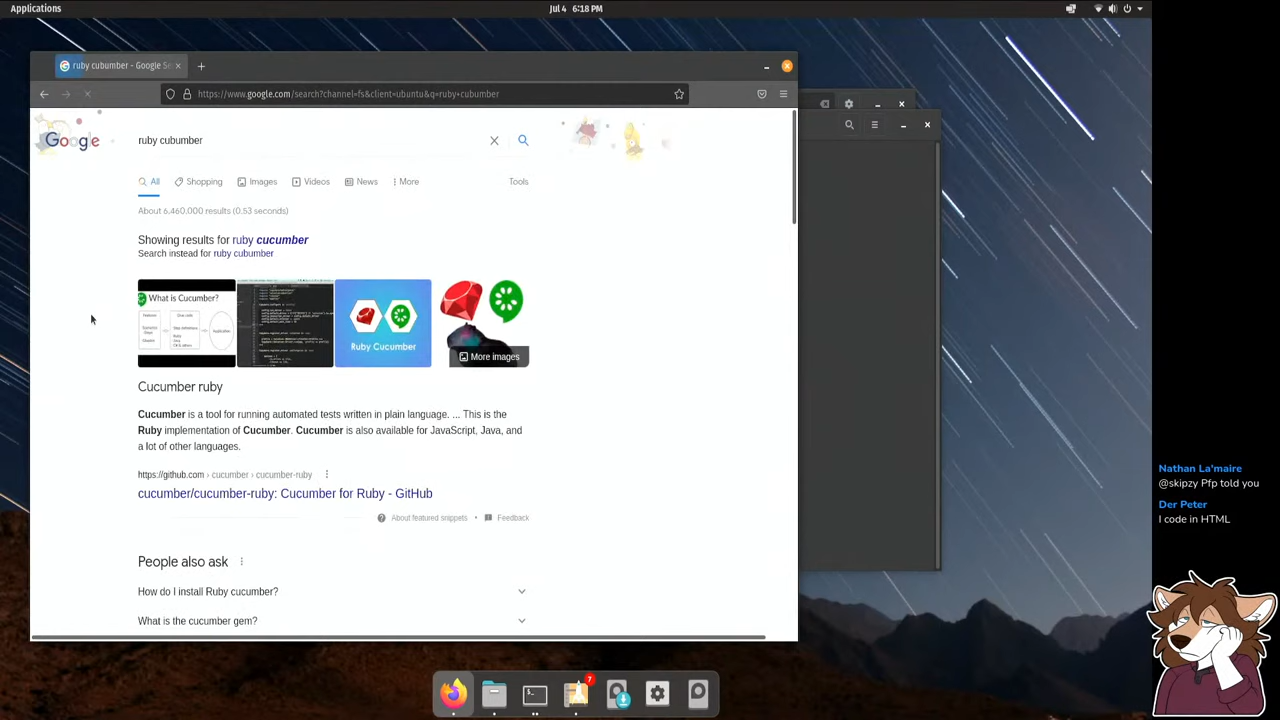 Applications
Jul 4 6:18 PM
ruby cubumber - Google Se
https://www.google.com/search?channel=fs&client=ubuntu&q=ruby+cubumber
Google
ruby cubumber
All
Shopping
Images
Videos
News
More
Tools
About 6,460,000 results (0.53 seconds)
Showing results for ruby cucumber
Search instead for ruby cubumber
What is Cucumber?
Ruby Cucumber
More images
Cucumber ruby
Cucumber is a tool for running automated tests written in plain language. ... This is the
Ruby implementation of Cucumber. Cucumber is also available for JavaScript, Java, and
a lot of other languages.
https://github.com › cucumber › cucumber-ruby
cucumber/cucumber-ruby: Cucumber for Ruby - GitHub
About featured snippets • Feedback
People also ask
How do I install Ruby cucumber?
What is the cucumber gem?
7
Nathan La'maire
@skipzy Pfp told you
Der Peter
I code in HTML